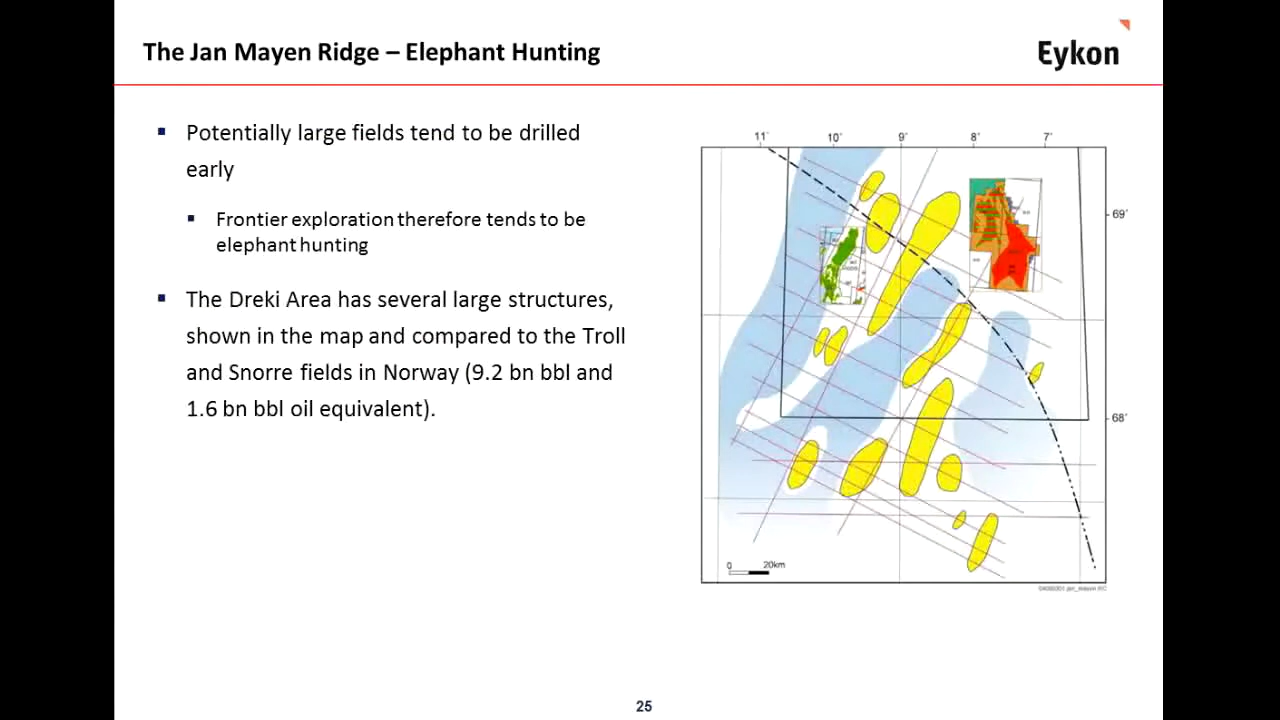 The Jan Mayen Ridge – Elephant Hunting
Eykon
▪ Potentially large fields tend to be drilled
early
▪ Frontier exploration therefore tends to be
elephant hunting
▪ The Dreki Area has several large structures,
shown in the map and compared to the Troll
and Snorre fields in Norway (9.2 bn bbl and
1.6 bn bbl oil equivalent).
11˚ 10˚ 9˚ 8˚ 7˚
69˚
68˚
0 20km
25